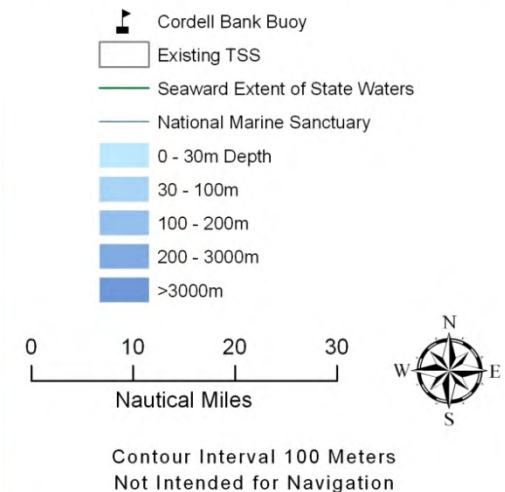 Cordell Bank Buoy
Existing TSS
Seaward Extent of State Waters
National Marine Sanctuary
0 - 30m Depth
30 - 100m
100 - 200m
200 - 3000m
>3000m
0 10 20 30
Nautical Miles
N
W E
S
Contour Interval 100 Meters
Not Intended for Navigation